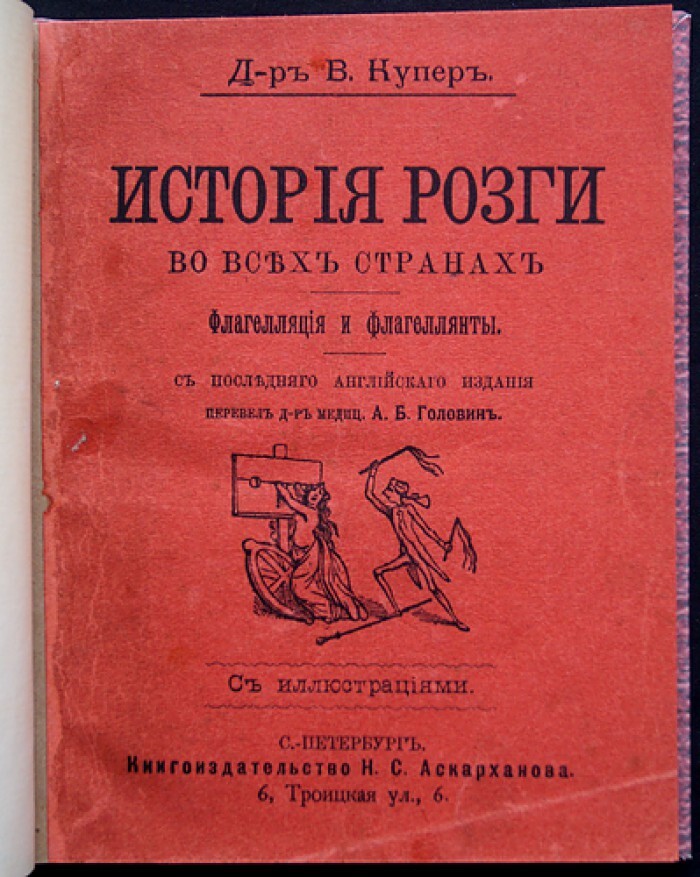 Д-ръ В. Куперъ.
ИСТОРІЯ РОЗГИ
ВО ВСѢХЪ СТРАНАХЪ
Флагелляція и флагеллянты.
СЪ ПОСЛѢДНЯГО АНГЛІЙСКАГО ИЗДАНІЯ
ПЕРЕВЕЛЪ Д-РЪ МЕДИЦ. А. Б. Головинъ.
Съ иллюстраціями.
С.-ПЕТЕРБУРГЪ.
Книгоиздательство Н. С. Аскарханова.
6, Троицкая ул., 6.